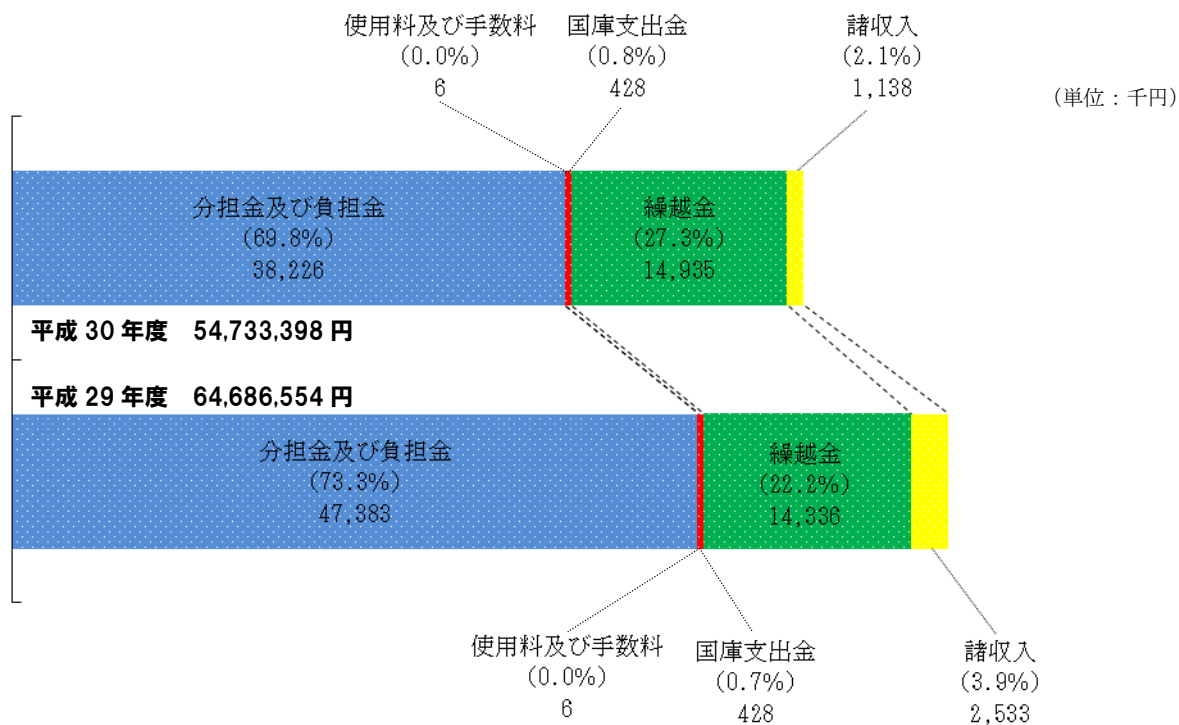 使用料及び手数料
(0.0%)
6
国庫支出金
(0.8%)
428
諸収入
(2.1%)
1,138
(単位：千円)
分担金及び負担金
(69.8%)
38,226
繰越金
(27.3%)
14,935
平成 30 年度 54,733,398 円
平成 29 年度 64,686,554 円
分担金及び負担金
(73.3%)
47,383
繰越金
(22.2%)
14,336
使用料及び手数料
(0.0%)
6
国庫支出金
(0.7%)
428
諸収入
(3.9%)
2,533